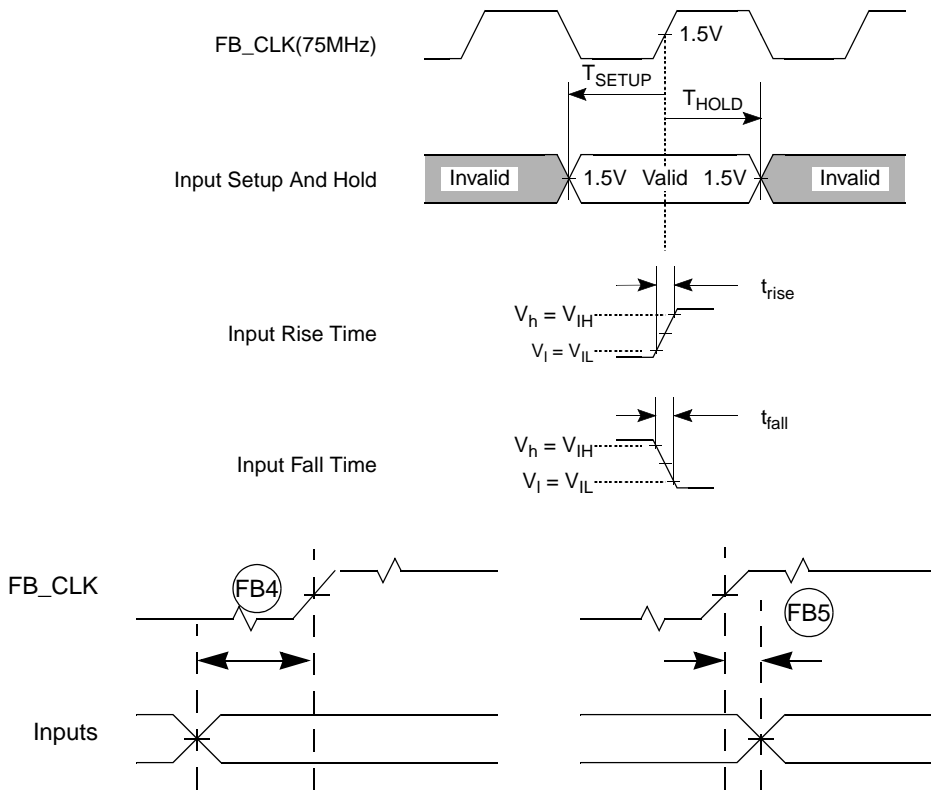 FB_CLK(75MHz)
1.5V
TSETUP
THOLD
Input Setup And Hold
Invalid
1.5V Valid 1.5V
Invalid
trise
Input Rise Time
Vh = VIH
Vl = VIL
tfall
Input Fall Time
Vh = VIH
Vl = VIL
FB_CLK
FB4
FB5
Inputs